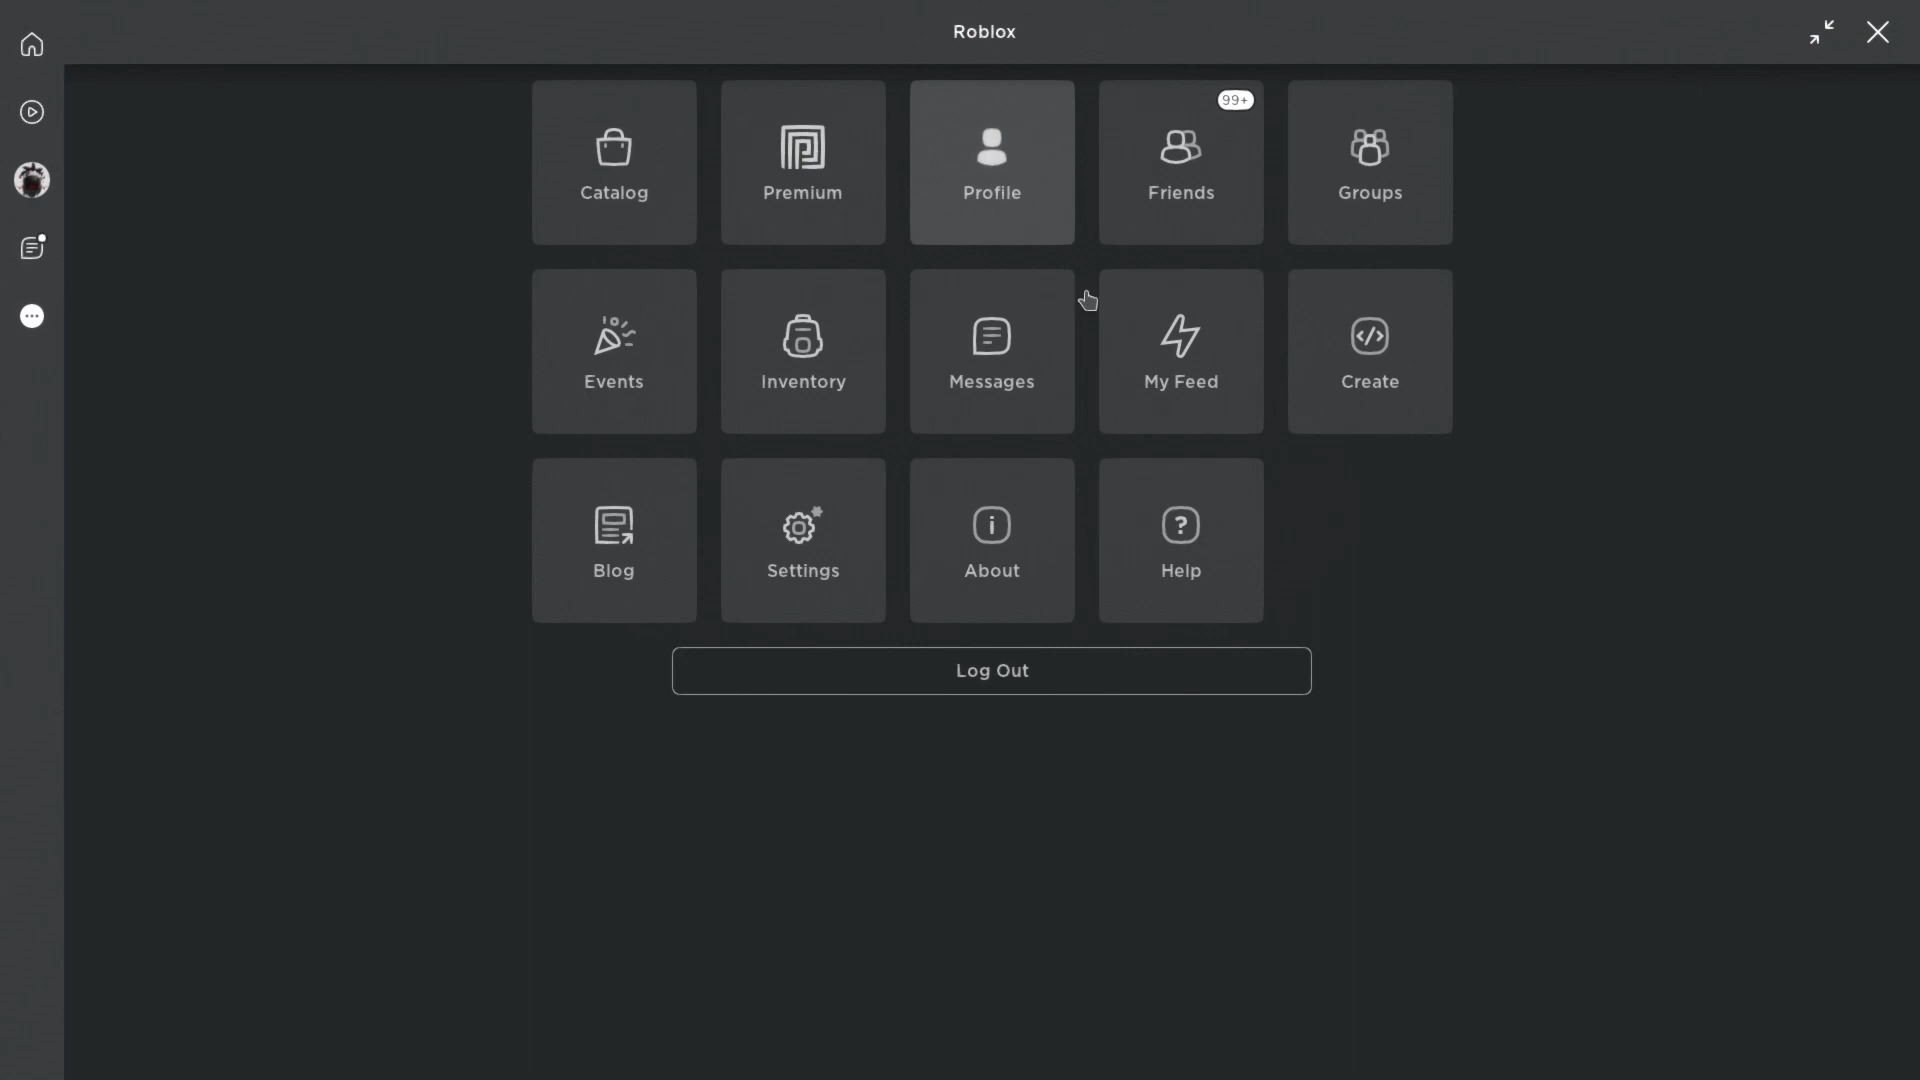 Roblox
99+
Catalog
Premium
Profile
Friends
Groups
Events
Inventory
Messages
My Feed
Create
Blog
Settings
About
Help
Log Out